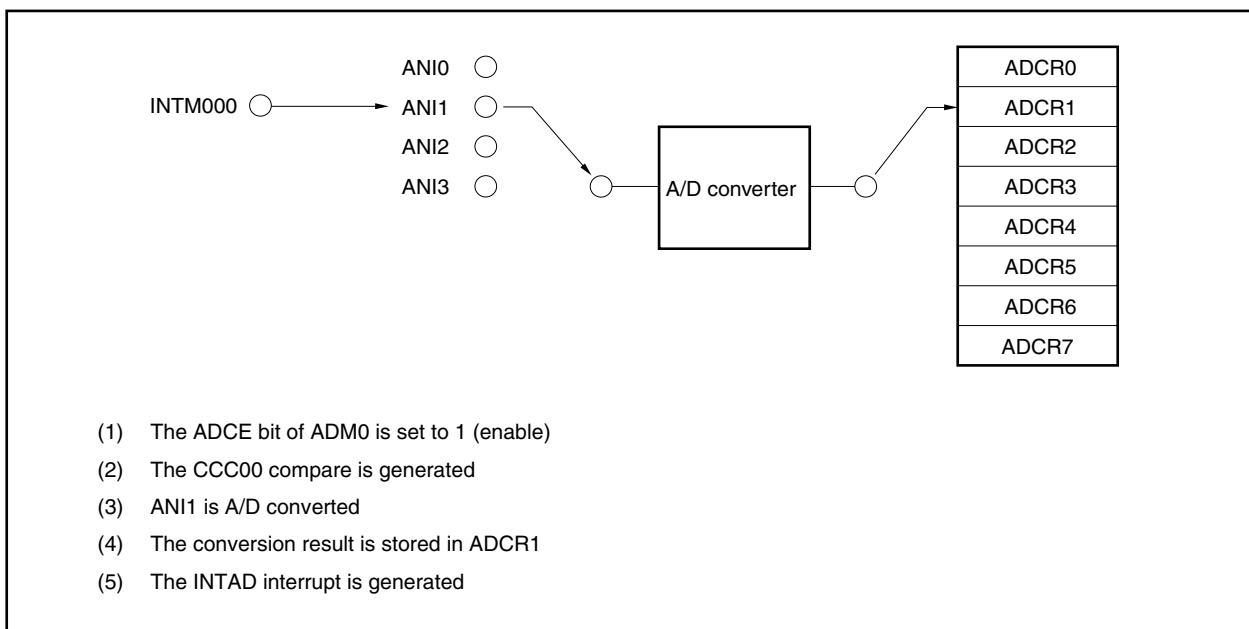 ANI0
INTM000
ANI1
ANI2
ANI3
A/D converter
ADCR0
ADCR1
ADCR2
ADCR3
ADCR4
ADCR5
ADCR6
ADCR7
(1) The ADCE bit of ADM0 is set to 1 (enable)
(2) The CCC00 compare is generated
(3) ANI1 is A/D converted
(4) The conversion result is stored in ADCR1
(5) The INTAD interrupt is generated